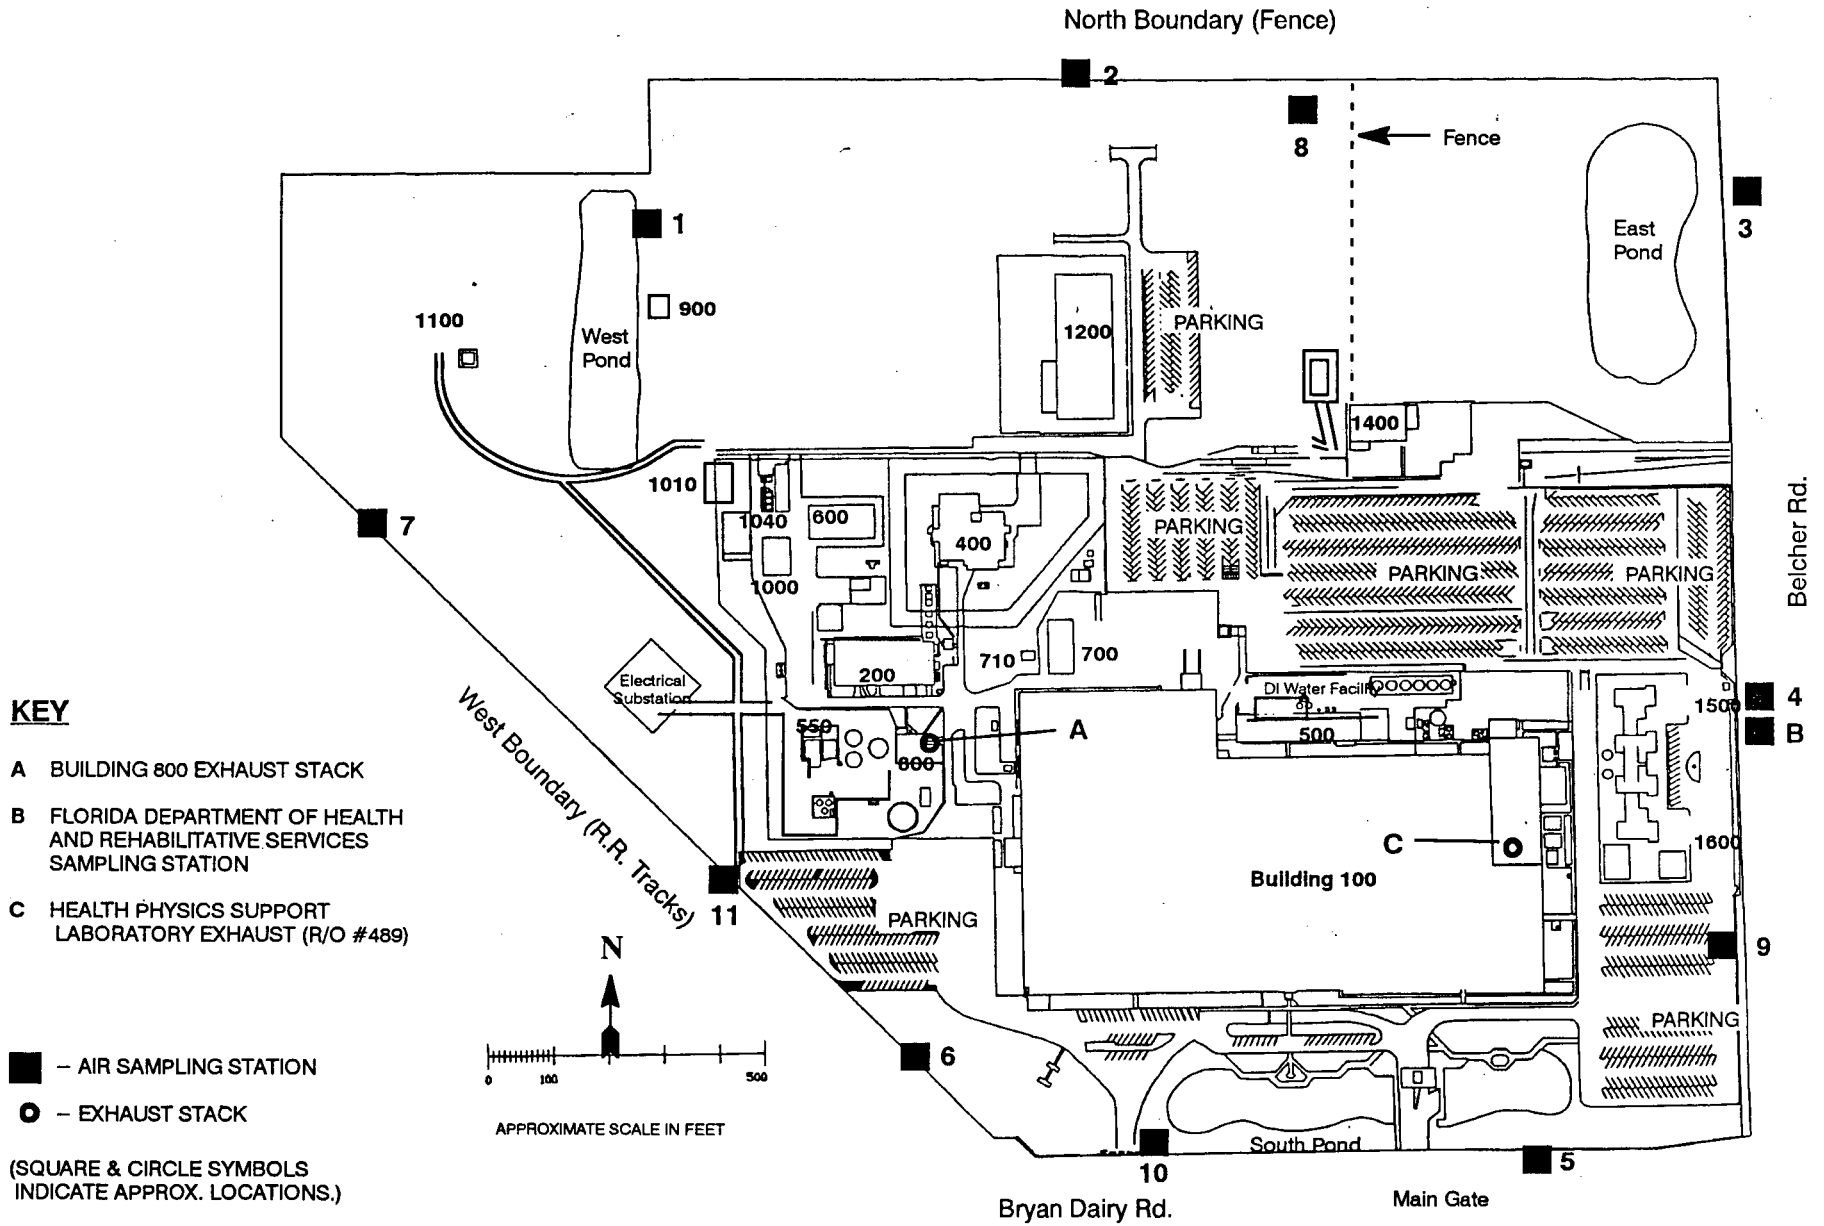 North Boundary (Fence)
2
8
Fence
3
1
East
Pond
900
1100
West
Pond
1200
PARKING
1400
1010
Belcher Rd.
7
1040
600
PARKING
400
PARKING
PARKING
1000
710
700
200
Electrical
Substation
DI Water Facility
4
1500
550
A
500
B
800
West Boundary (R.R. Tracks)
C
1600
Building 100
11
PARKING
9
PARKING
KEY
A BUILDING 800 EXHAUST STACK
B FLORIDA DEPARTMENT OF HEALTH
AND REHABILITATIVE SERVICES
SAMPLING STATION
C HEALTH PHYSICS SUPPORT
LABORATORY EXHAUST (R/O #489)
N
– AIR SAMPLING STATION
0 100 500
6
– EXHAUST STACK
APPROXIMATE SCALE IN FEET
(SQUARE & CIRCLE SYMBOLS
INDICATE APPROX. LOCATIONS.)
South Pond
10
5
Bryan Dairy Rd.
Main Gate